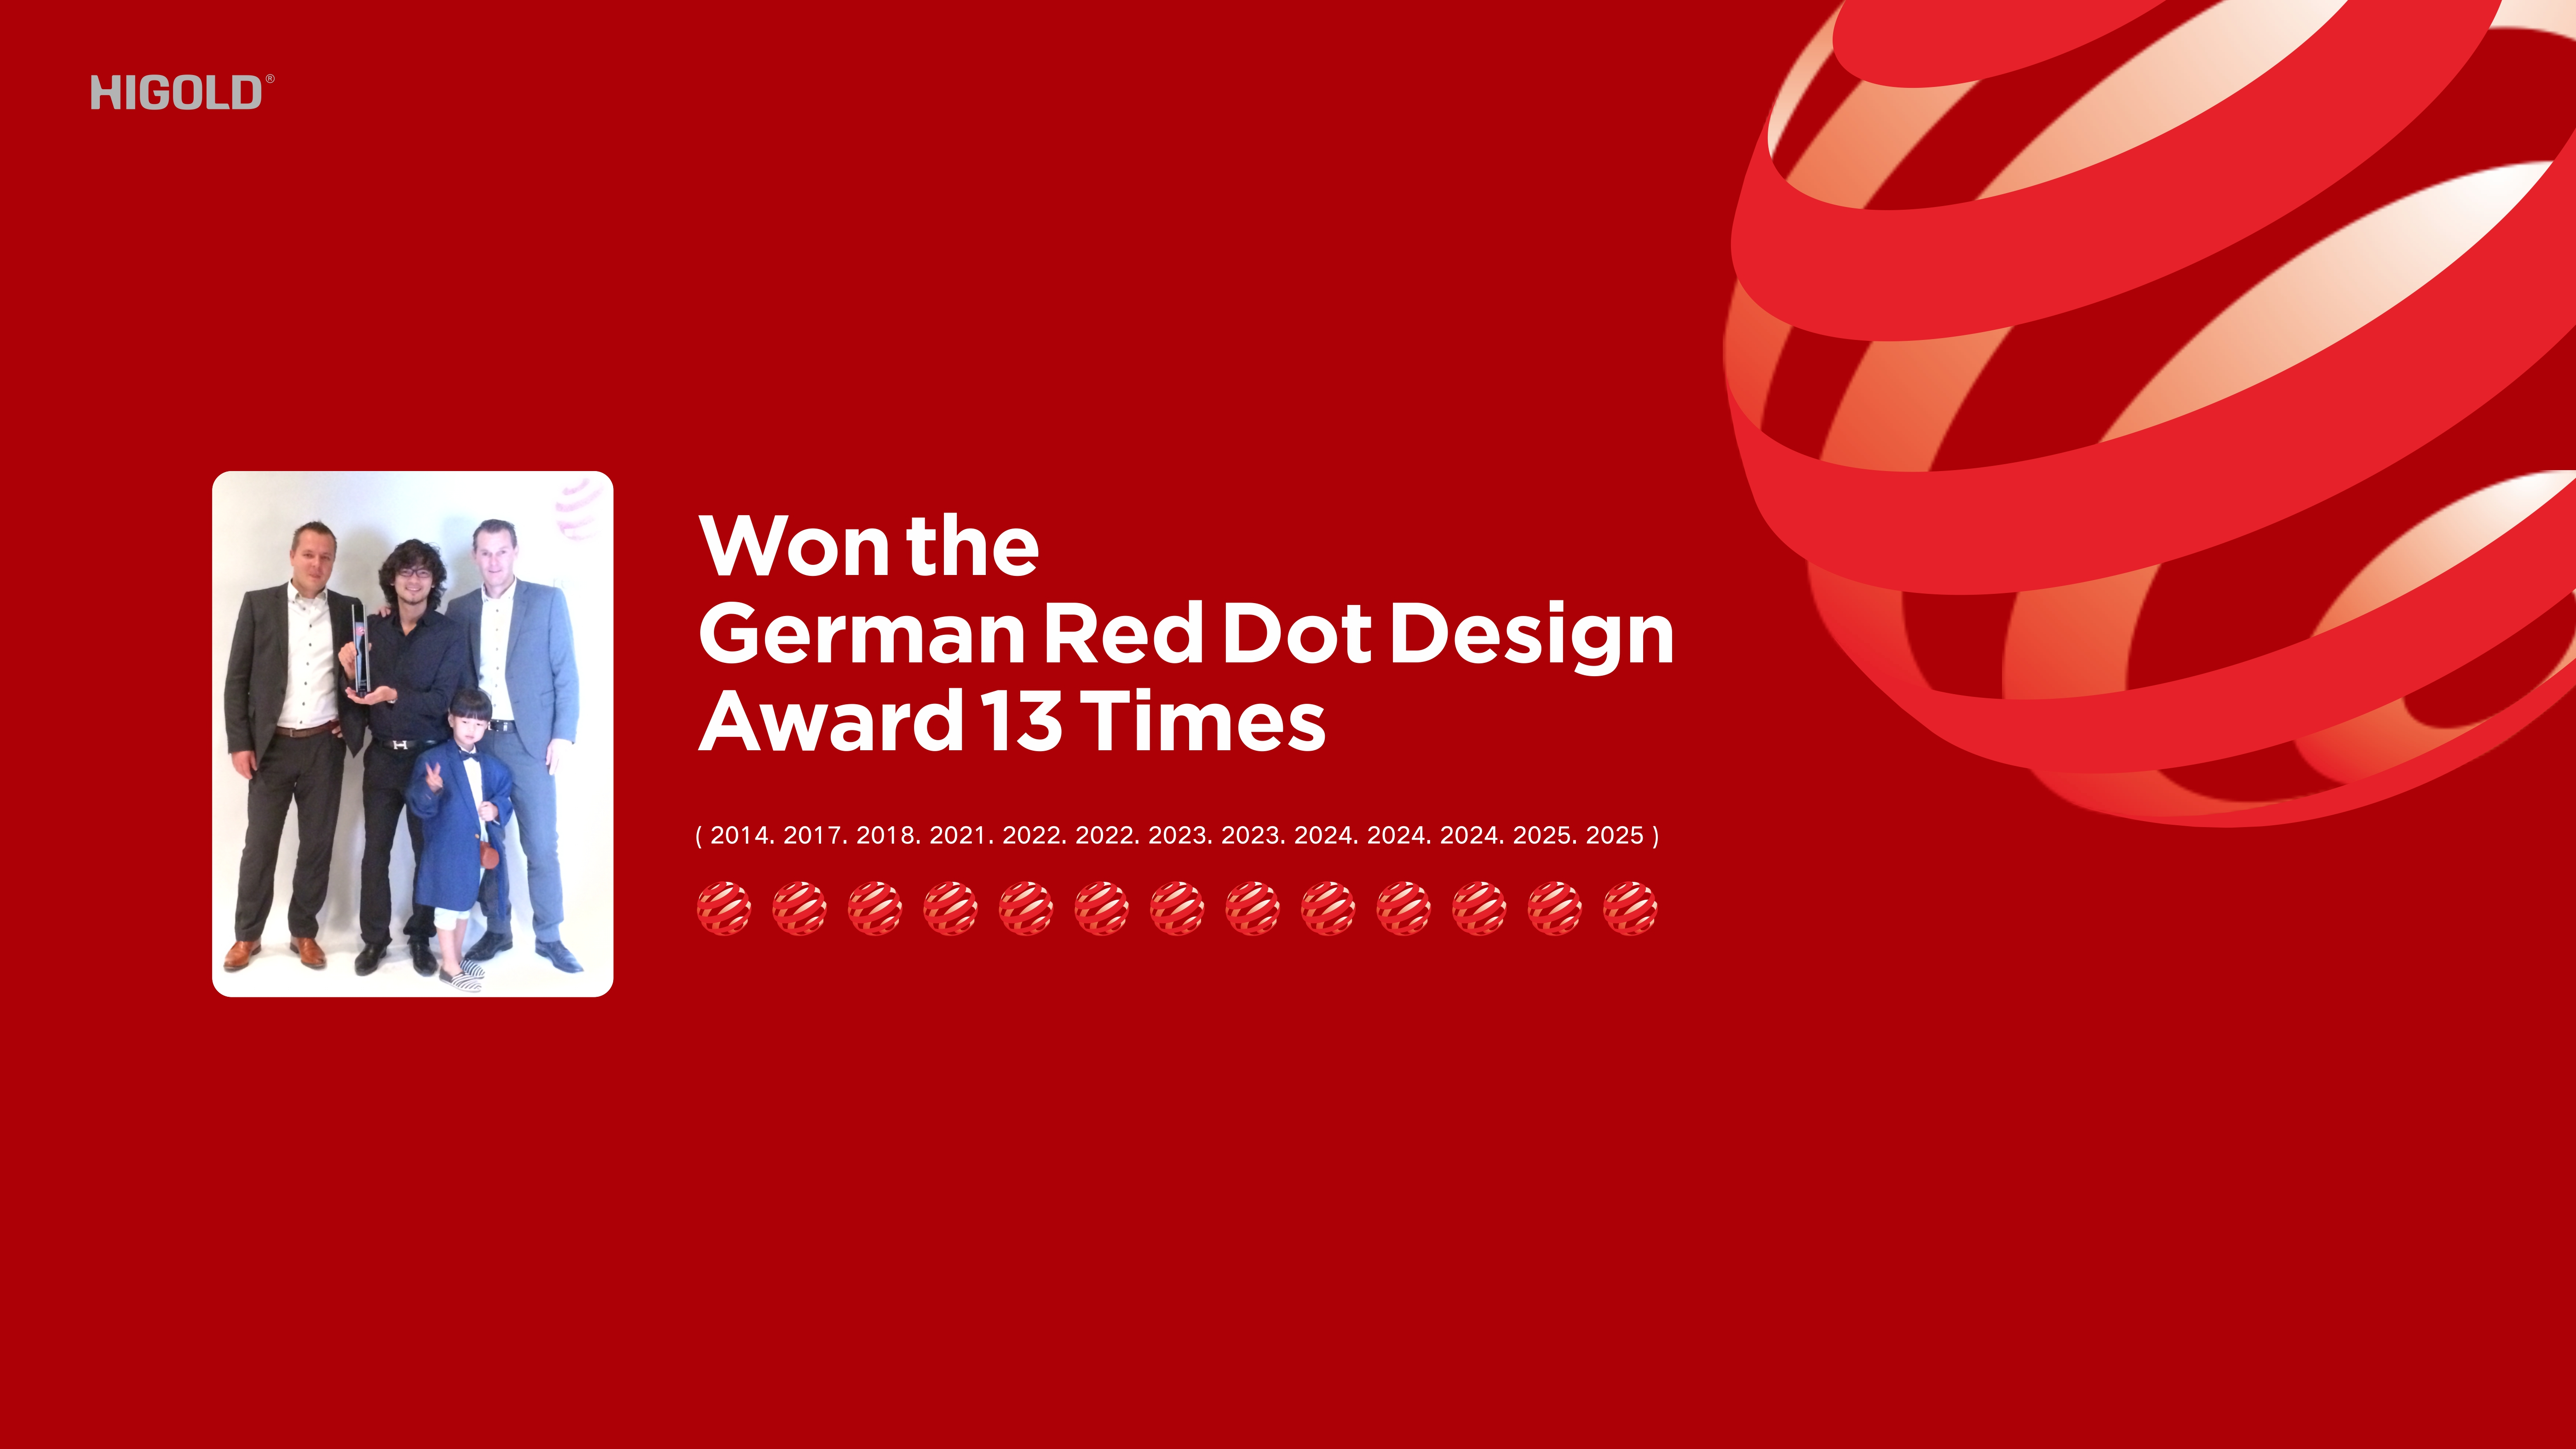 HIGOLD®
Won the
German Red Dot Design
Award 13 Times
( 2014. 2017. 2018. 2021. 2022. 2022. 2023. 2023. 2024. 2024. 2024. 2025. 2025 )